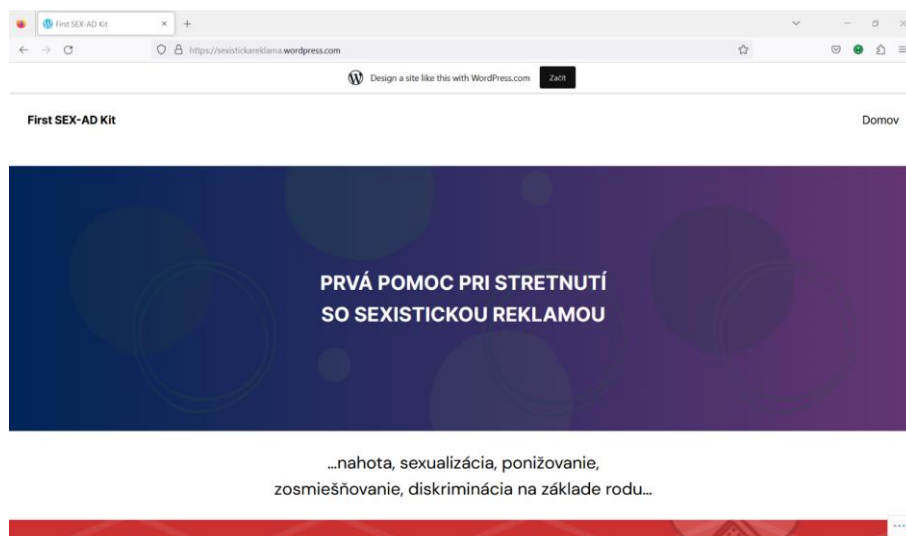 First SEX-AD Kit
https://sexistickareklama.wordpress.com
Design a site like this with WordPress.com
Začít
First SEX-AD Kit
Domov
PRVÁ POMOC PRI STRETNUTÍ
SO SEXISTICKOU REKLAMOU
...nahota, sexualizácia, ponižovanie,
zosmiešňovanie, diskriminácia na základe rodu...